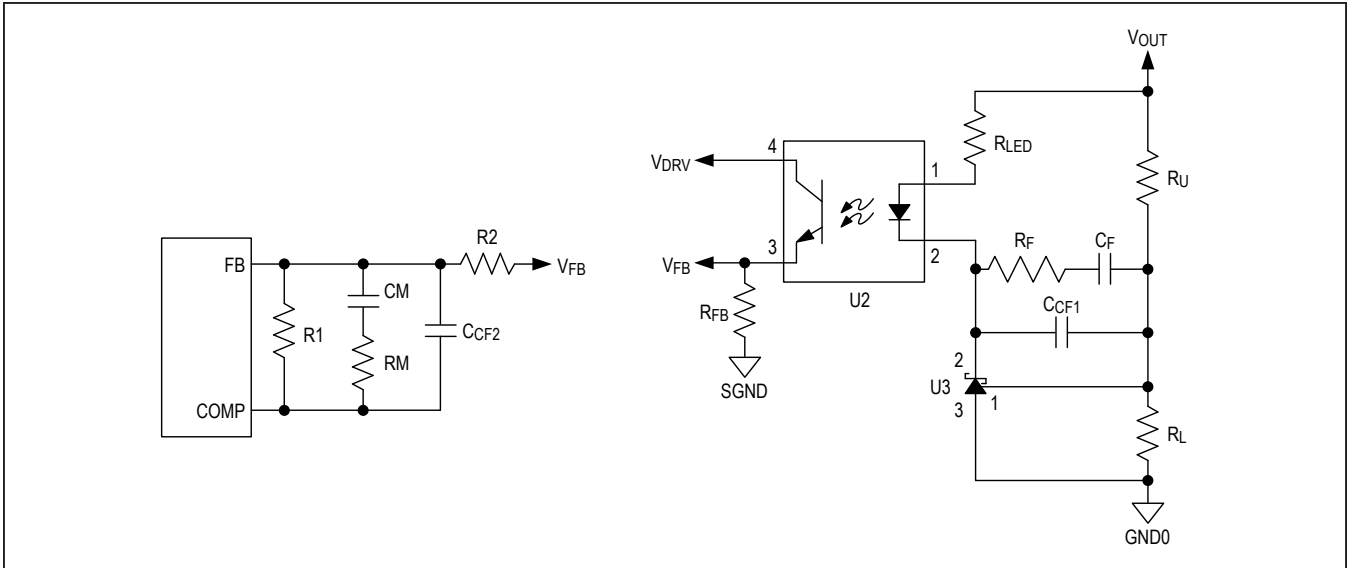 FB
COMP
R1
CM
RM
CCF2
R2
VFB
VDRV
VFB
RFB
SGND
4
3
1
2
U2
RLED
VOUT
RU
RF
CF
CCF1
2
U3
3
1
RL
GND0